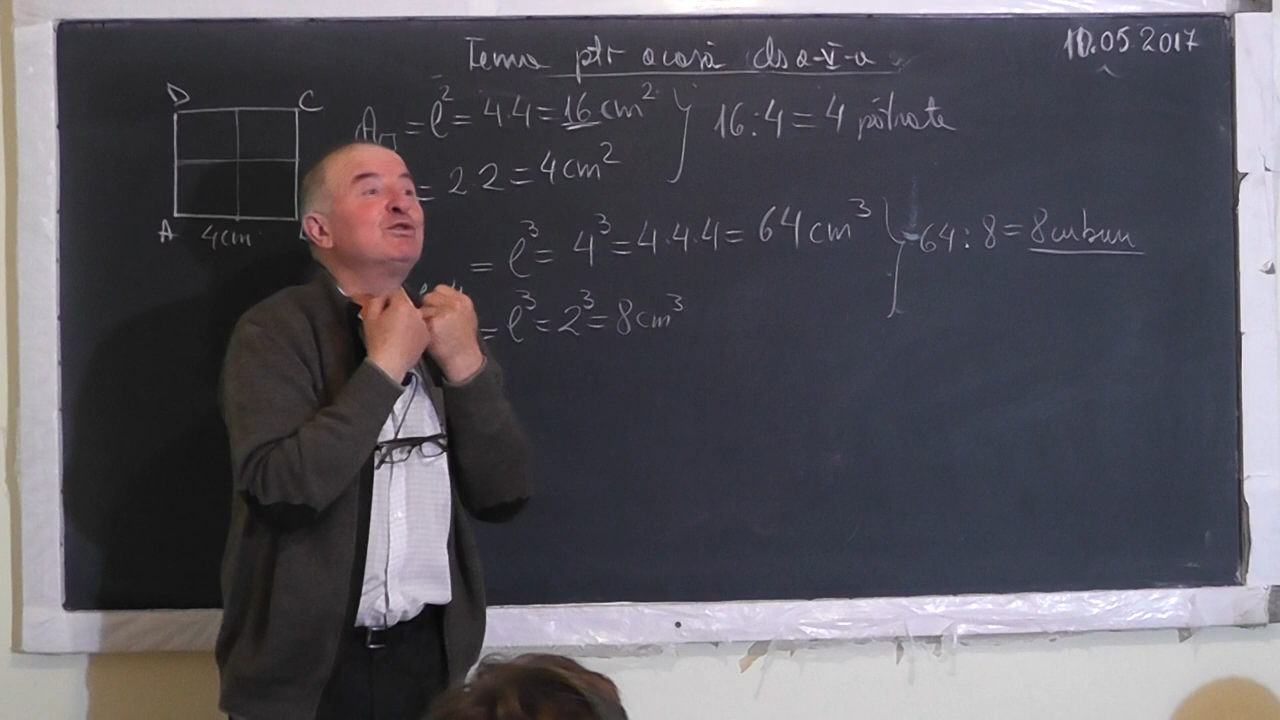 Tema ptr acasă cls a-V-a
10.05 2017
D C
A 4cm
A□ = l² = 4.4 = 16 cm² } 16:4 = 4 pătrate
= 2.2 = 4cm²
= l³ = 4³ = 4.4.4 = 64 cm³ } 64:8 = 8 cuburi
= l³ = 2³ = 8cm³